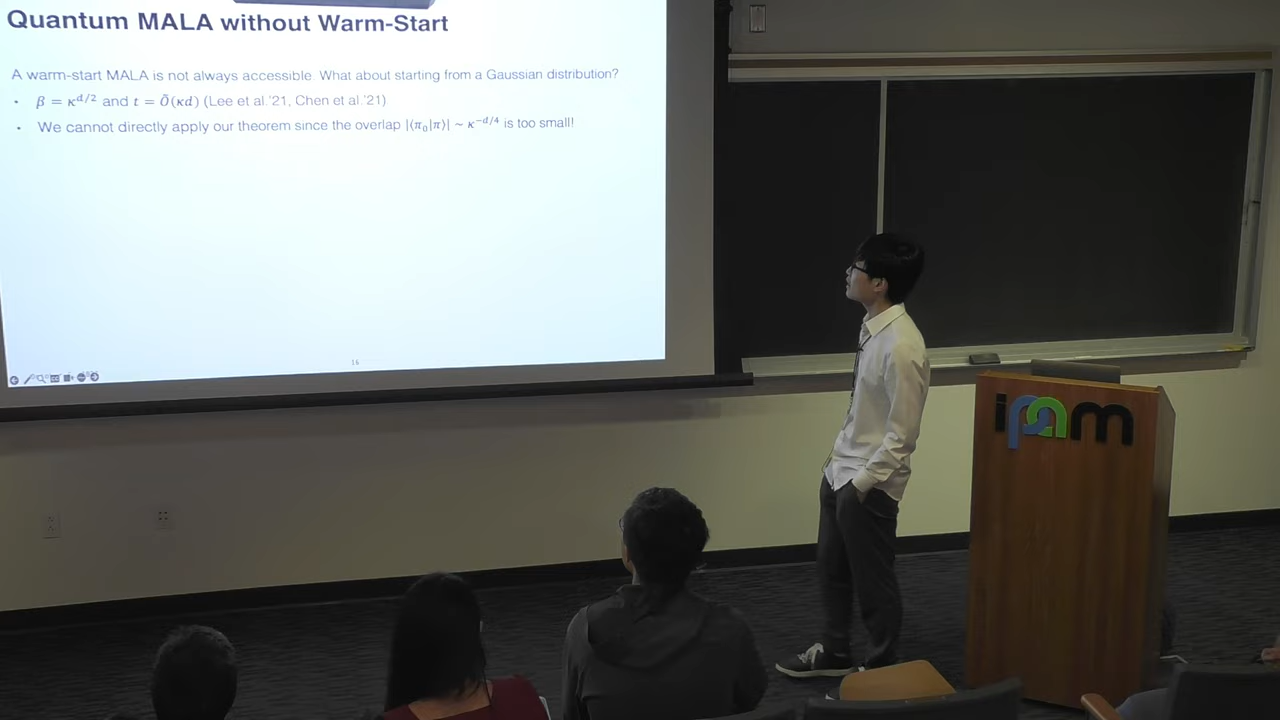 Quantum MALA without Warm-Start
A warm-start MALA is not always accessible. What about starting from a Gaussian distribution?
• β = κ^{d/2} and t = Õ(κd) (Lee et al.'21, Chen et al.'21)
• We cannot directly apply our theorem since the overlap |⟨π₀|π⟩| ~ κ^{-d/4} is too small!
16
ipam